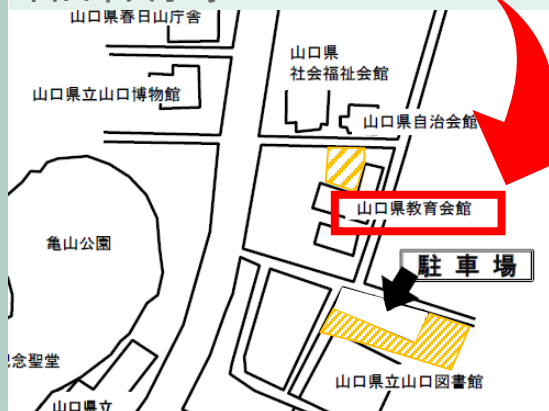 山口県春日山庁舎
山口県
社会福祉会館
山口県立山口博物館
山口県自治会館
山口県教育会館
亀山公園
駐車場
念聖堂
山口県立山口図書館
山口県立